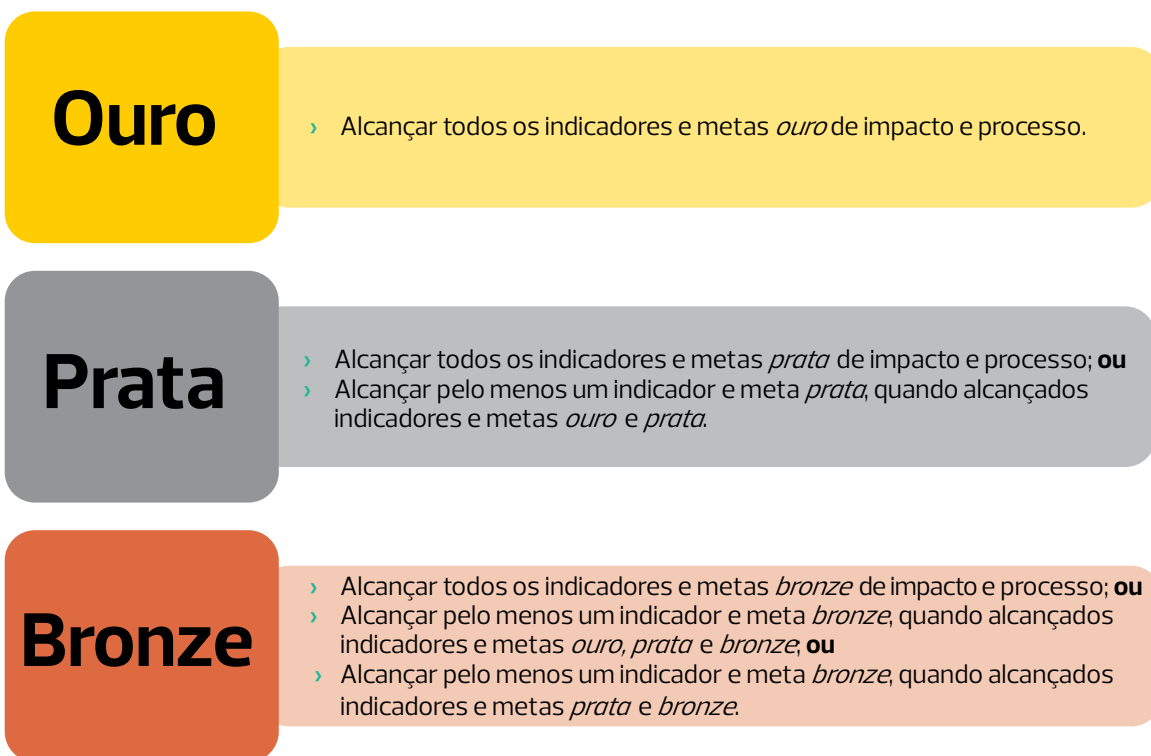 Ouro
› Alcançar todos os indicadores e metas ouro de impacto e processo.
Prata
› Alcançar todos os indicadores e metas prata de impacto e processo; ou
› Alcançar pelo menos um indicador e meta prata, quando alcançados
indicadores e metas ouro e prata.
Bronze
› Alcançar todos os indicadores e metas bronze de impacto e processo; ou
› Alcançar pelo menos um indicador e meta bronze, quando alcançados
indicadores e metas ouro, prata e bronze; ou
› Alcançar pelo menos um indicador e meta bronze, quando alcançados
indicadores e metas prata e bronze.